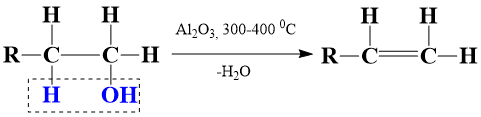 H H H H
R–C–C–H Al₂O₃, 300-400 ⁰C R–C=C–H
H OH -H₂O